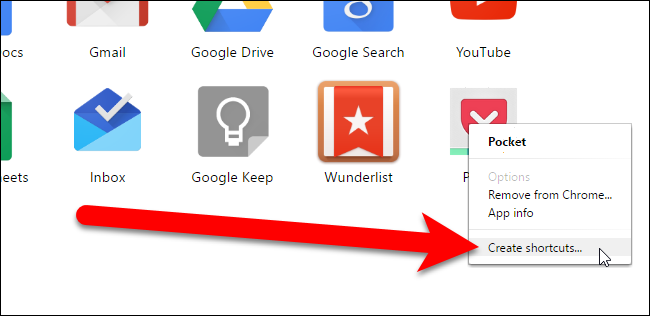 ocs
Gmail
Google Drive
Google Search
YouTube
eets
Inbox
Google Keep
Wunderlist
P
Pocket
Options
Remove from Chrome...
App info
Create shortcuts...